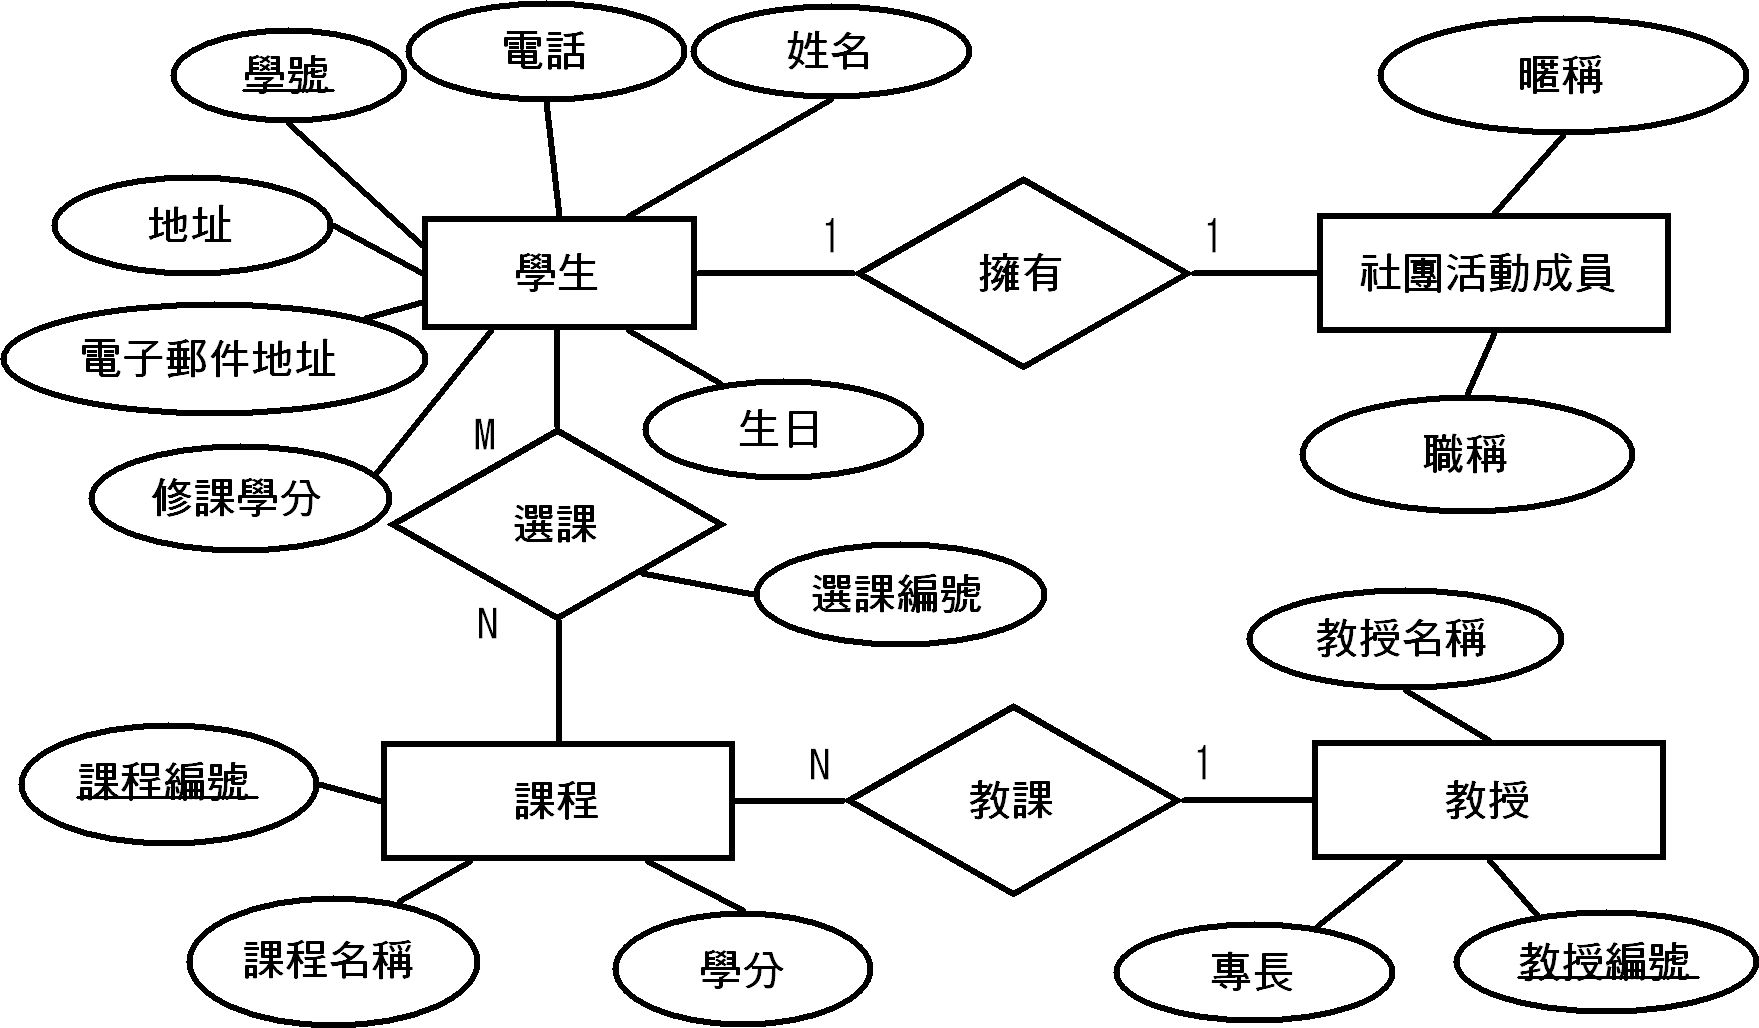 學號
電話
姓名
暱稱
地址
學生
1
擁有
1
社團活動成員
電子郵件地址
生日
職稱
M
修課學分
選課
選課編號
N
教授名稱
課程編號
課程
N
教課
1
教授
課程名稱
學分
專長
教授編號